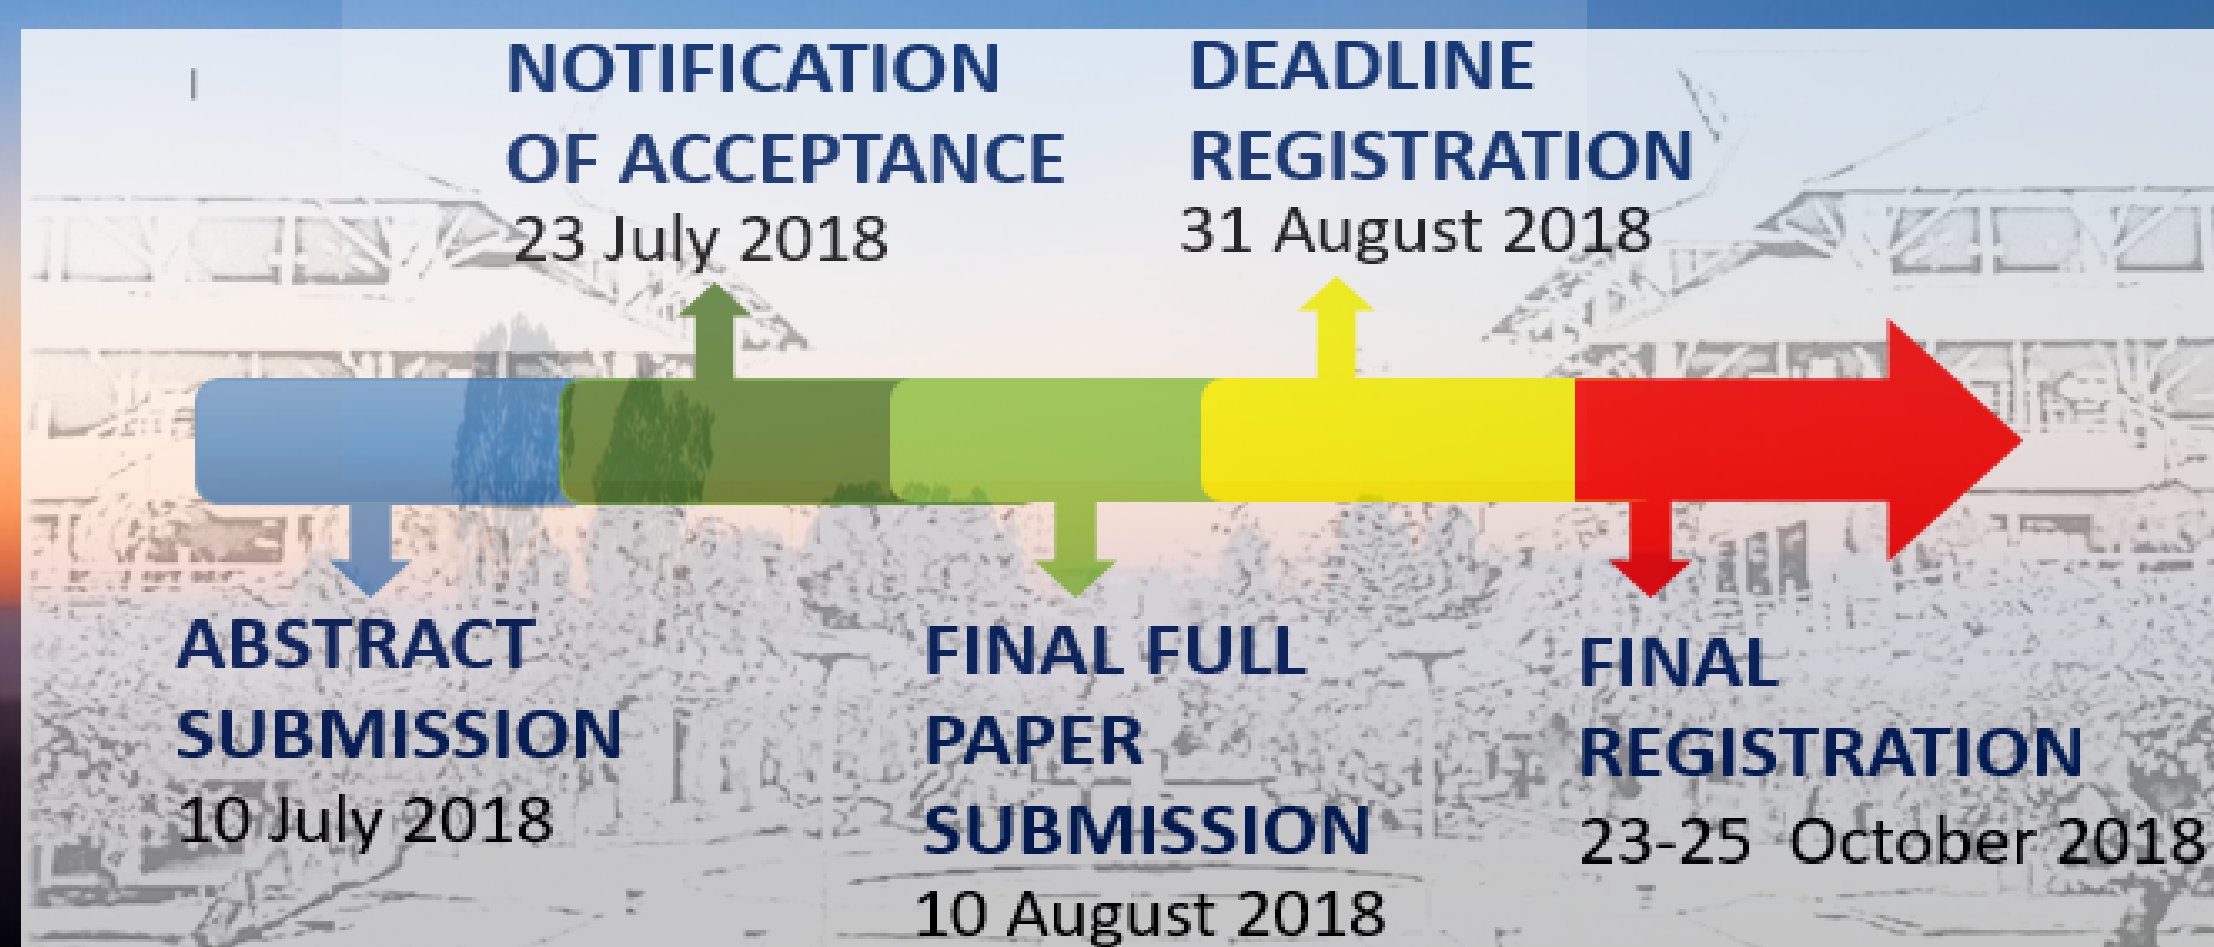 NOTIFICATION
OF ACCEPTANCE
23 July 2018
DEADLINE
REGISTRATION
31 August 2018
ABSTRACT
SUBMISSION
10 July 2018
FINAL FULL
PAPER
SUBMISSION
10 August 2018
FINAL
REGISTRATION
23-25 October 2018